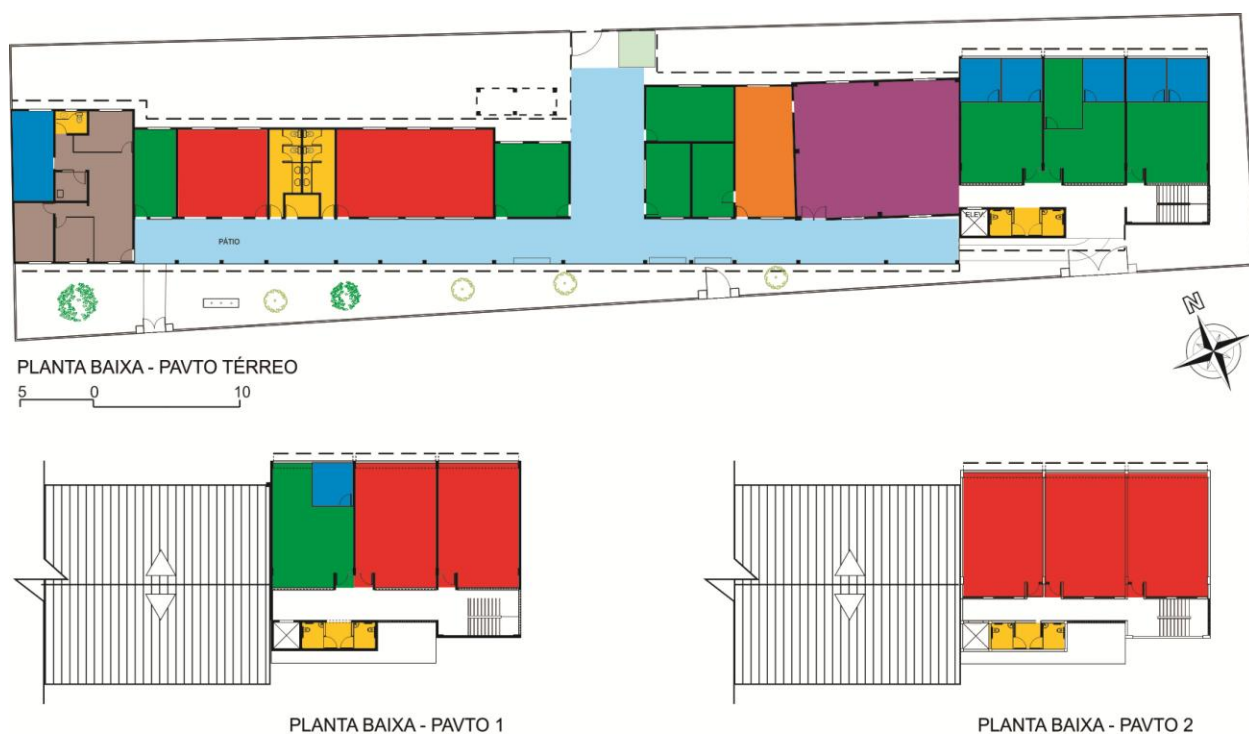 ELEV.
PÁTIO
N
PLANTA BAIXA - PAVTO TÉRREO
5 0 10
PLANTA BAIXA - PAVTO 1
PLANTA BAIXA - PAVTO 2